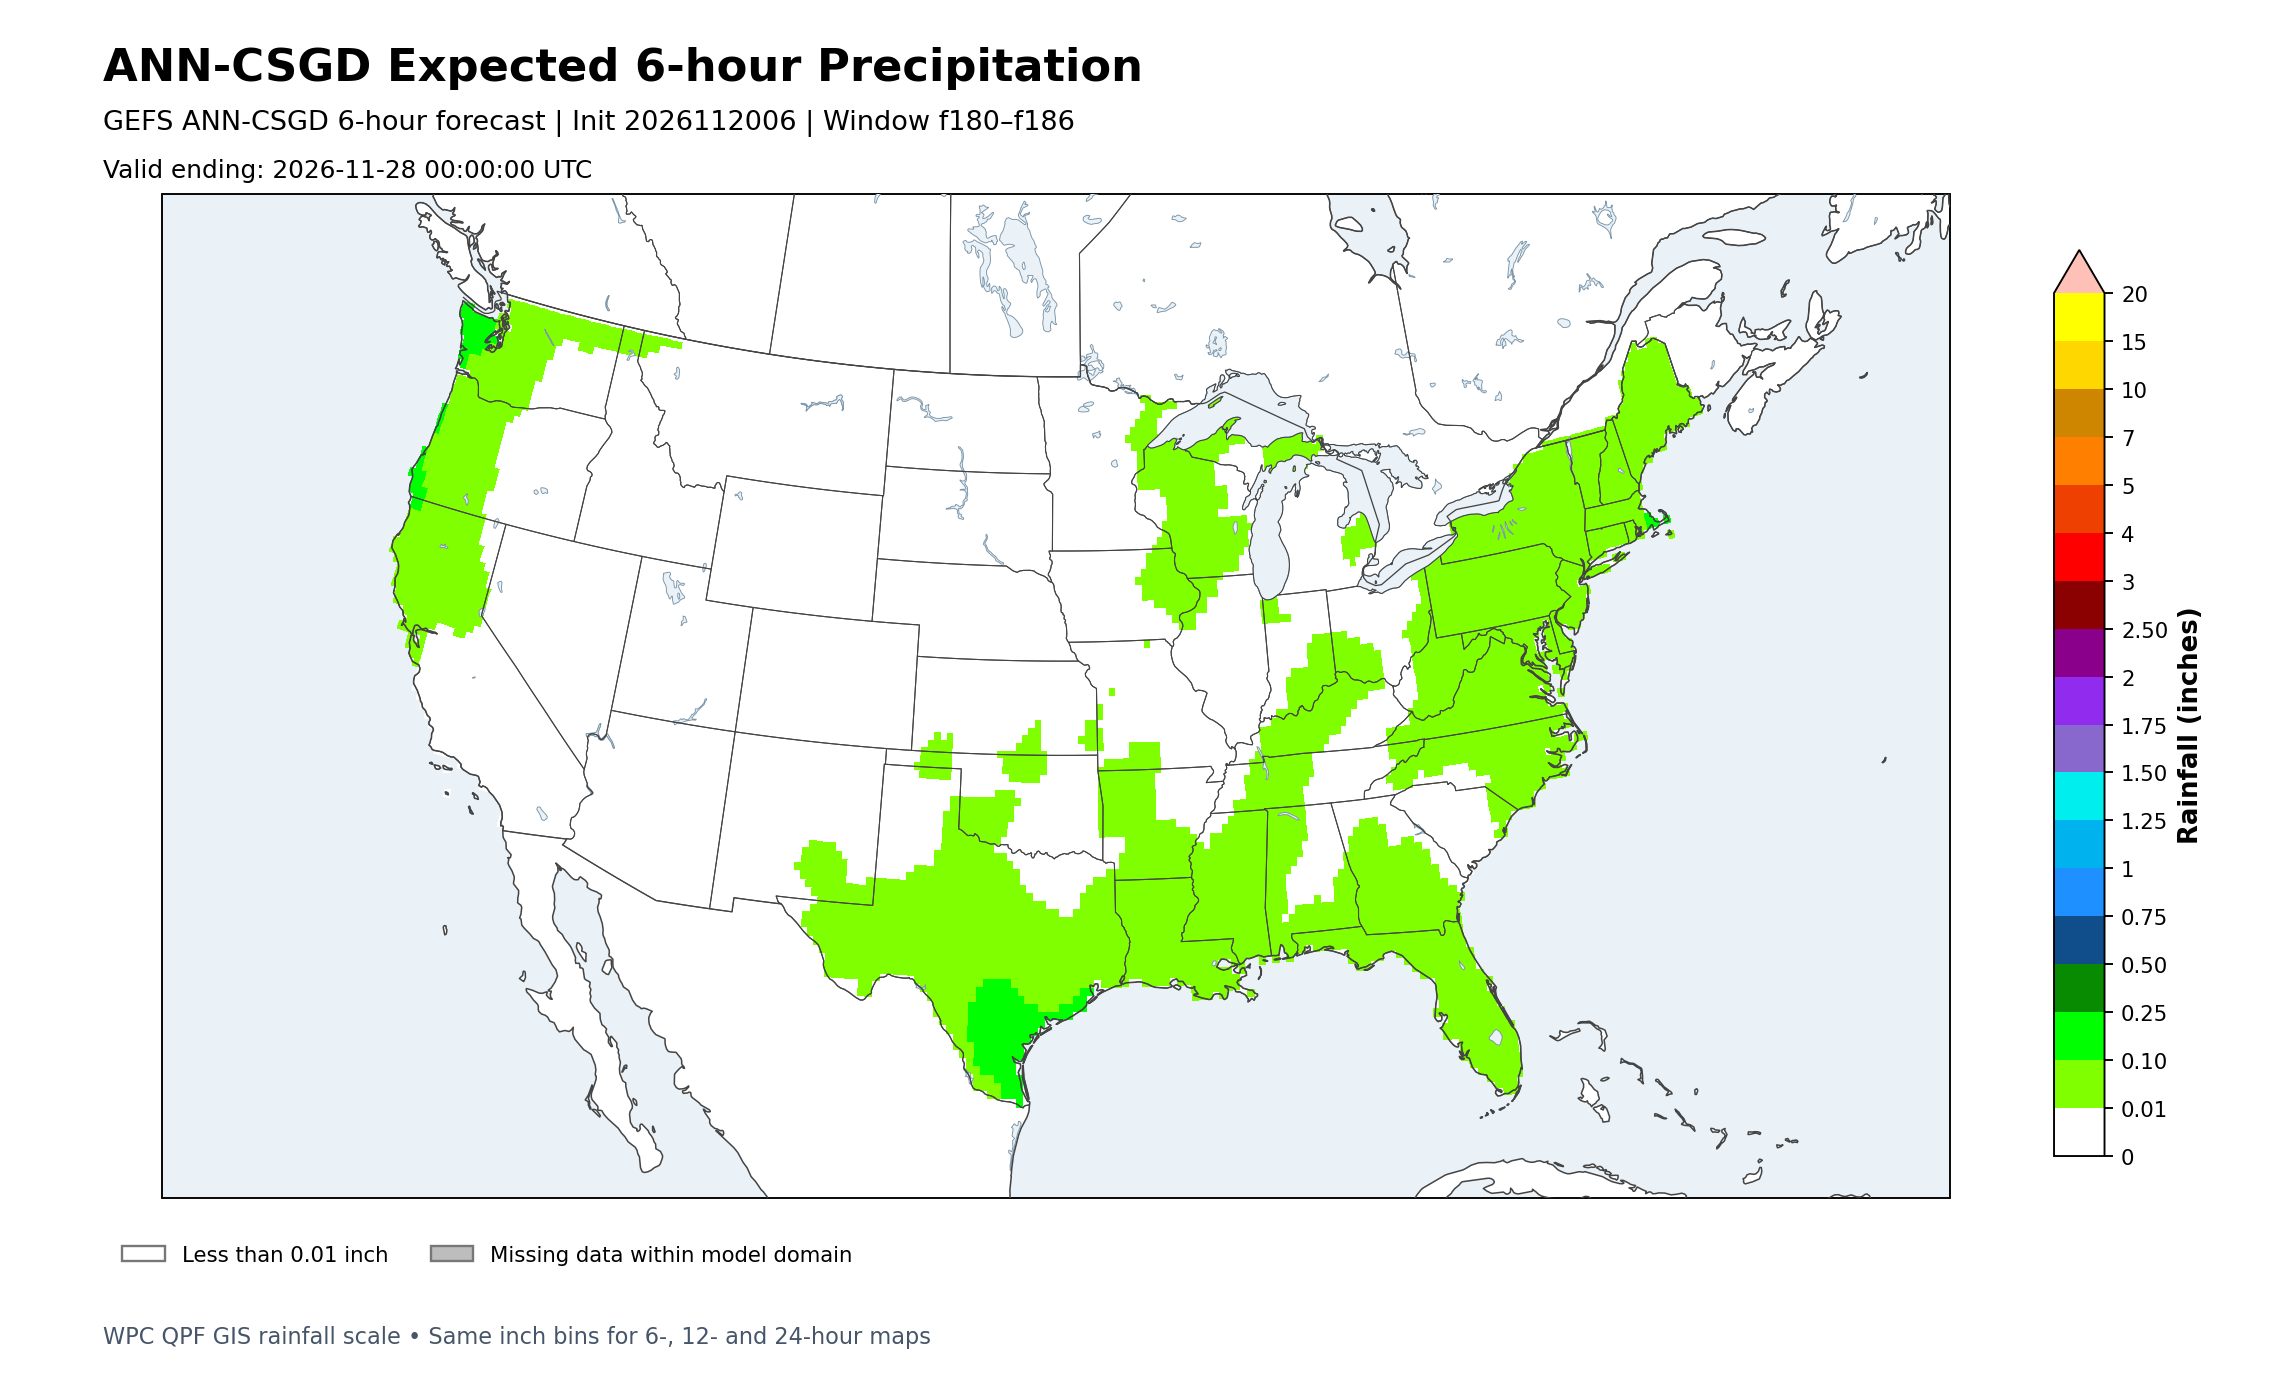 ANN-CSGD Expected 6-hour Precipitation
GEFS ANN-CSGD 6-hour forecast | Init 2026112006 | Window f180–f186
Valid ending: 2026-11-28 00:00:00 UTC
20
15
10
7
5
4
3
2.50
2
1.75
1.50
1.25
1
0.75
0.50
0.25
0.10
0.01
0
Rainfall (inches)
Less than 0.01 inch
Missing data within model domain
WPC QPF GIS rainfall scale • Same inch bins for 6-, 12- and 24-hour maps